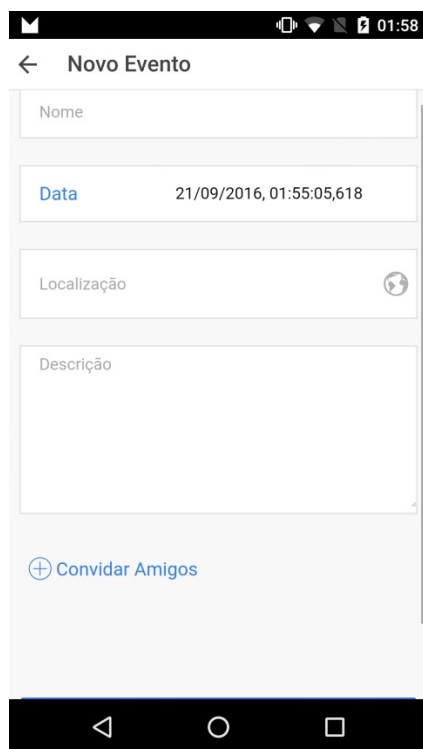 01:58
Novo Evento
Nome
Data 21/09/2016, 01:55:05,618
Localização
Descrição
Convidar Amigos